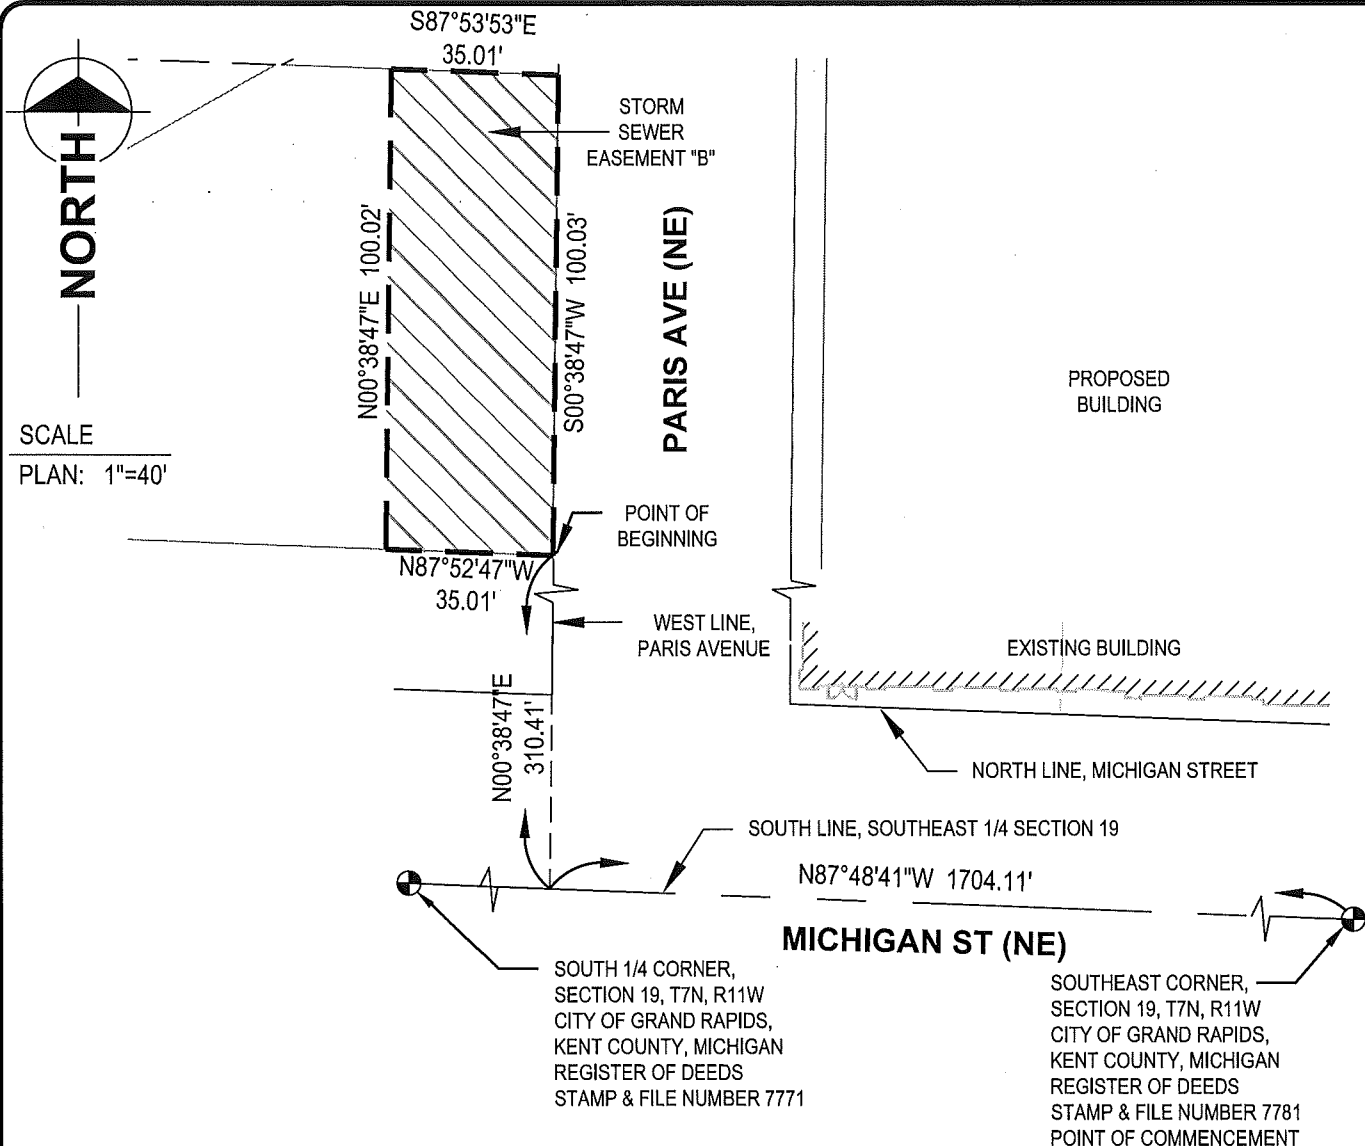 S87°53'53"E
35.01'
NORTH
STORM
SEWER
EASEMENT "B"
N00°38'47"E 100.02'
S00°38'47"W 100.03'
PARIS AVE (NE)
PROPOSED
BUILDING
SCALE
PLAN: 1"=40'
POINT OF
BEGINNING
N87°52'47"W
35.01'
WEST LINE,
PARIS AVENUE
EXISTING BUILDING
N00°38'47"E
310.41'
NORTH LINE, MICHIGAN STREET
SOUTH LINE, SOUTHEAST 1/4 SECTION 19
N87°48'41"W 1704.11'
MICHIGAN ST (NE)
SOUTH 1/4 CORNER,
SECTION 19, T7N, R11W
CITY OF GRAND RAPIDS,
KENT COUNTY, MICHIGAN
REGISTER OF DEEDS
STAMP & FILE NUMBER 7771
SOUTHEAST CORNER,
SECTION 19, T7N, R11W
CITY OF GRAND RAPIDS,
KENT COUNTY, MICHIGAN
REGISTER OF DEEDS
STAMP & FILE NUMBER 7781
POINT OF COMMENCEMENT